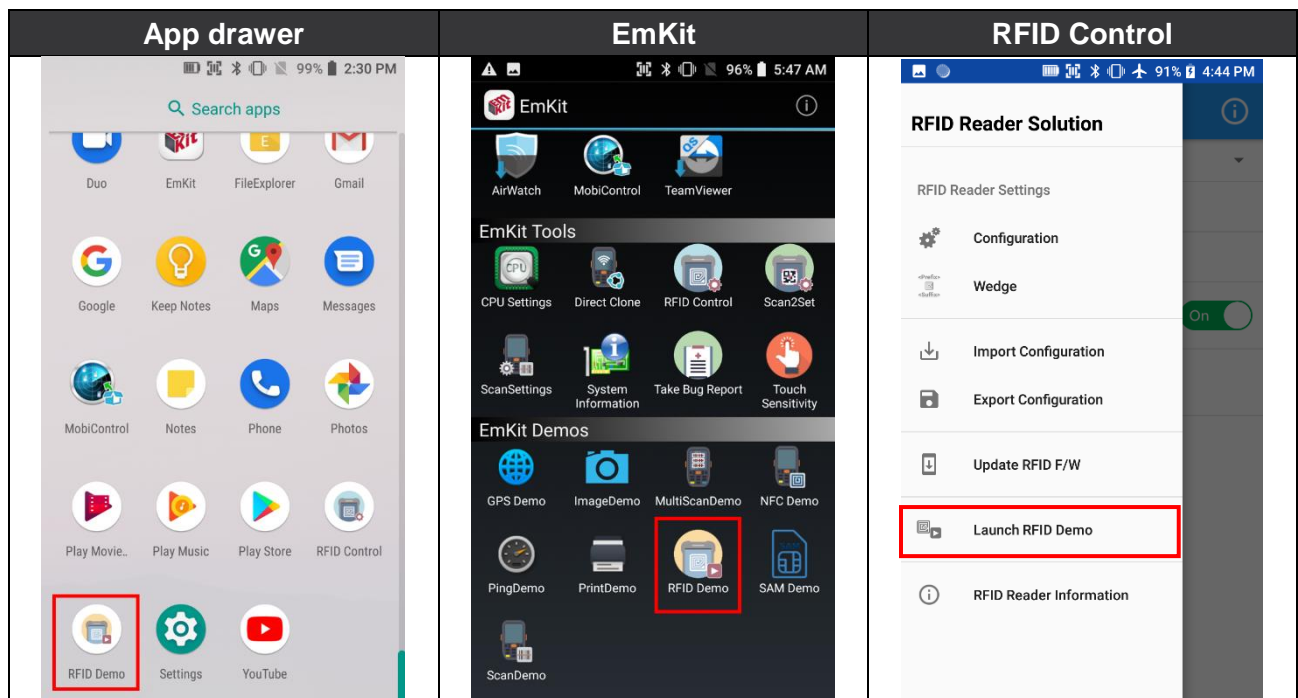 App drawer
EmKit
RFID Control
99% 2:30 PM
Search apps
Duo EmKit FileExplorer Gmail
Google Keep Notes Maps Messages
MobiControl Notes Phone Photos
Play Movie.. Play Music Play Store RFID Control
RFID Demo Settings YouTube
96% 5:47 AM
EmKit
AirWatch MobiControl TeamViewer
EmKit Tools
CPU
CPU Settings Direct Clone RFID Control Scan2Set
ScanSettings System Information Take Bug Report Touch Sensitivity
EmKit Demos
GPS Demo ImageDemo MultiScanDemo NFC Demo
PingDemo PrintDemo RFID Demo SAM Demo
ScanDemo
91% 4:44 PM
RFID Reader Solution
RFID Reader Settings
Configuration
<Prefix>
<Suffix>
Wedge
On
Import Configuration
Export Configuration
Update RFID F/W
Launch RFID Demo
RFID Reader Information